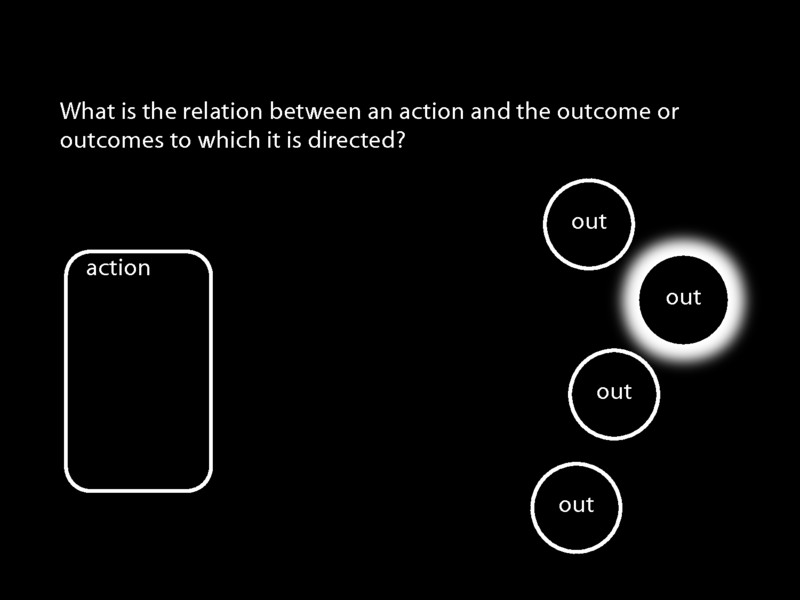 What is the relation between an action and the outcome or
outcomes to which it is directed?
out
action
out
out
out